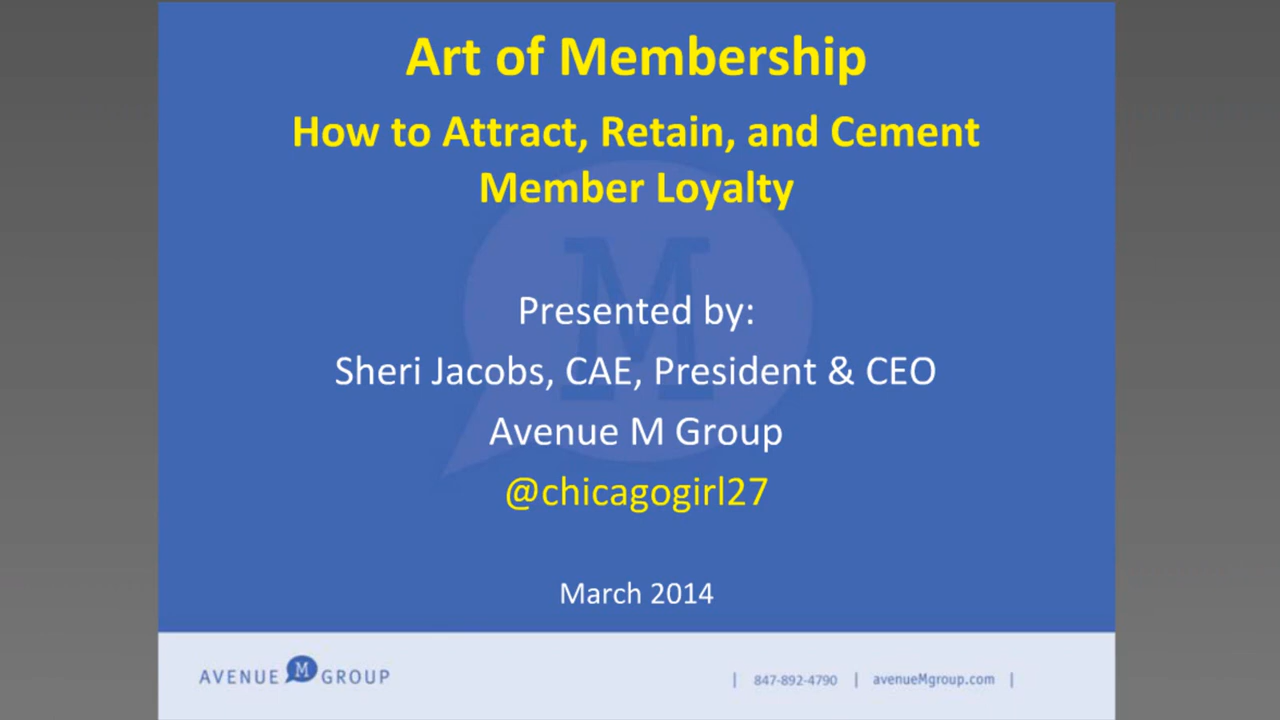 Art of Membership
How to Attract, Retain, and Cement
Member Loyalty
M
Presented by:
Sheri Jacobs, CAE, President & CEO
Avenue M Group
@chicagogirl27
March 2014
AVENUE M GROUP
| 847-892-4790 | avenueMgroup.com |